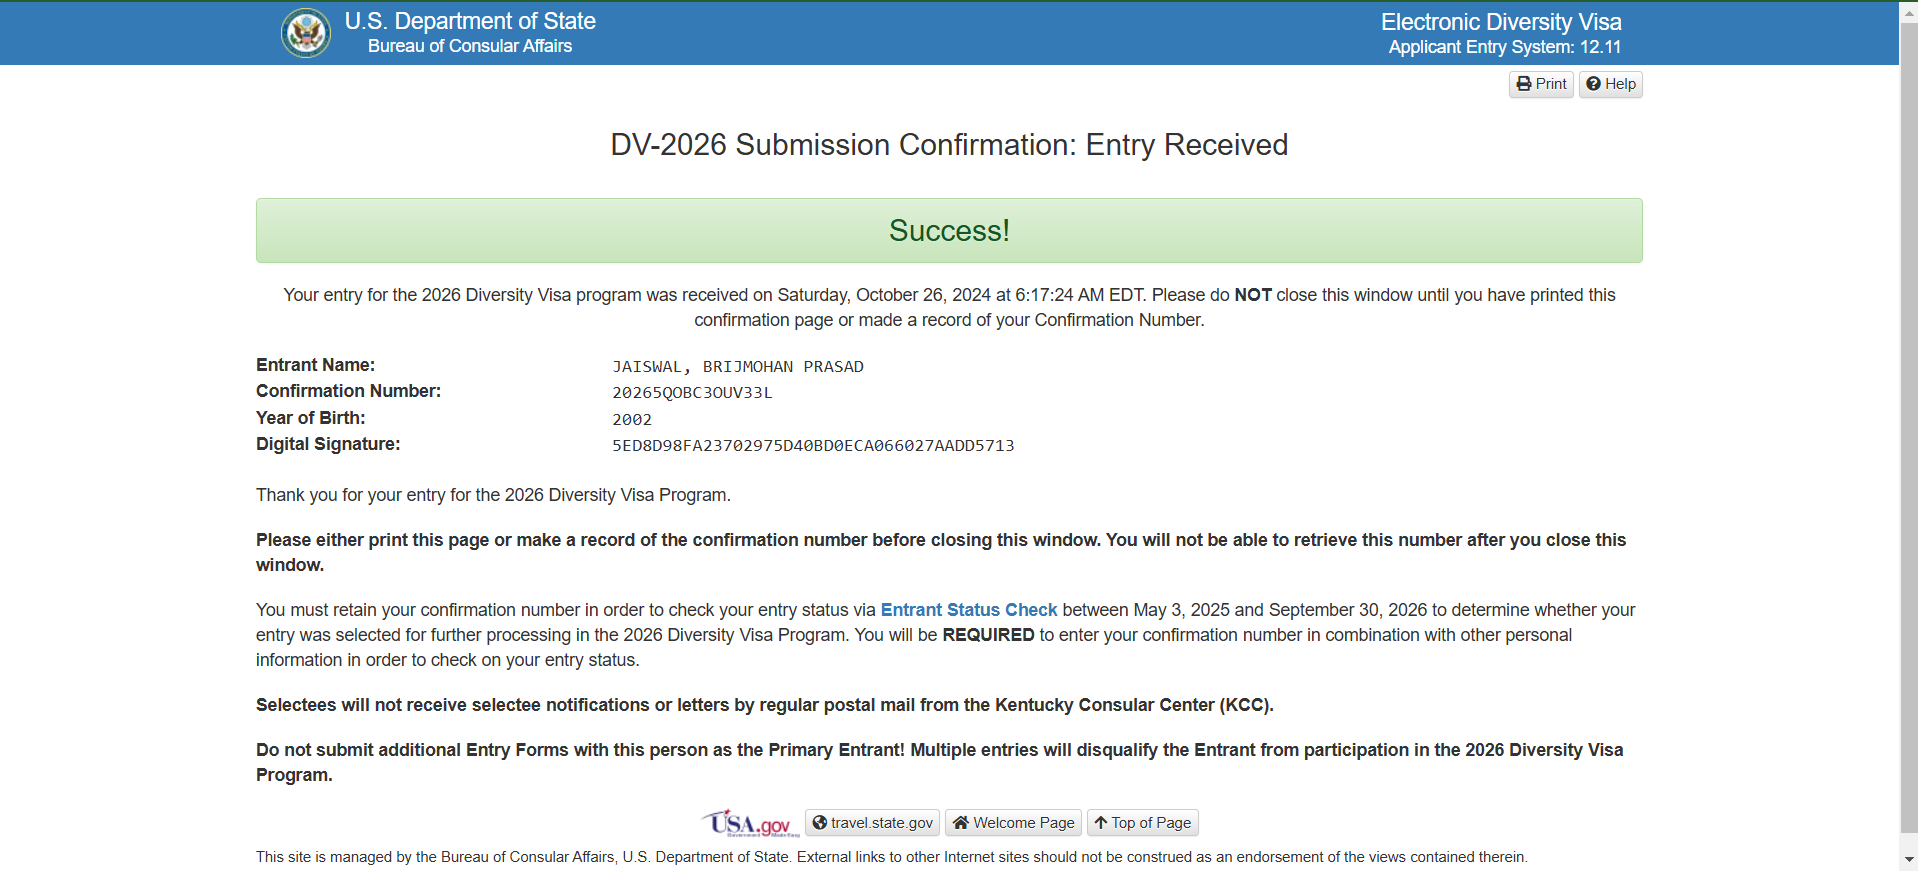 U.S. Department of State
Bureau of Consular Affairs
Electronic Diversity Visa
Applicant Entry System: 12.11
Print
Help
DV-2026 Submission Confirmation: Entry Received
Success!
Your entry for the 2026 Diversity Visa program was received on Saturday, October 26, 2024 at 6:17:24 AM EDT. Please do NOT close this window until you have printed this
confirmation page or made a record of your Confirmation Number.
Entrant Name: JAISWAL, BRIJMOHAN PRASAD
Confirmation Number: 20265QOBC3OUV33L
Year of Birth: 2002
Digital Signature: 5ED8D98FA23702975D40BD0ECA066027AADD5713
Thank you for your entry for the 2026 Diversity Visa Program.
Please either print this page or make a record of the confirmation number before closing this window. You will not be able to retrieve this number after you close this
window.
You must retain your confirmation number in order to check your entry status via Entrant Status Check between May 3, 2025 and September 30, 2026 to determine whether your
entry was selected for further processing in the 2026 Diversity Visa Program. You will be REQUIRED to enter your confirmation number in combination with other personal
information in order to check on your entry status.
Selectees will not receive selectee notifications or letters by regular postal mail from the Kentucky Consular Center (KCC).
Do not submit additional Entry Forms with this person as the Primary Entrant! Multiple entries will disqualify the Entrant from participation in the 2026 Diversity Visa
Program.
USA.gov
travel.state.gov
Welcome Page
Top of Page
This site is managed by the Bureau of Consular Affairs, U.S. Department of State. External links to other Internet sites should not be construed as an endorsement of the views contained therein.